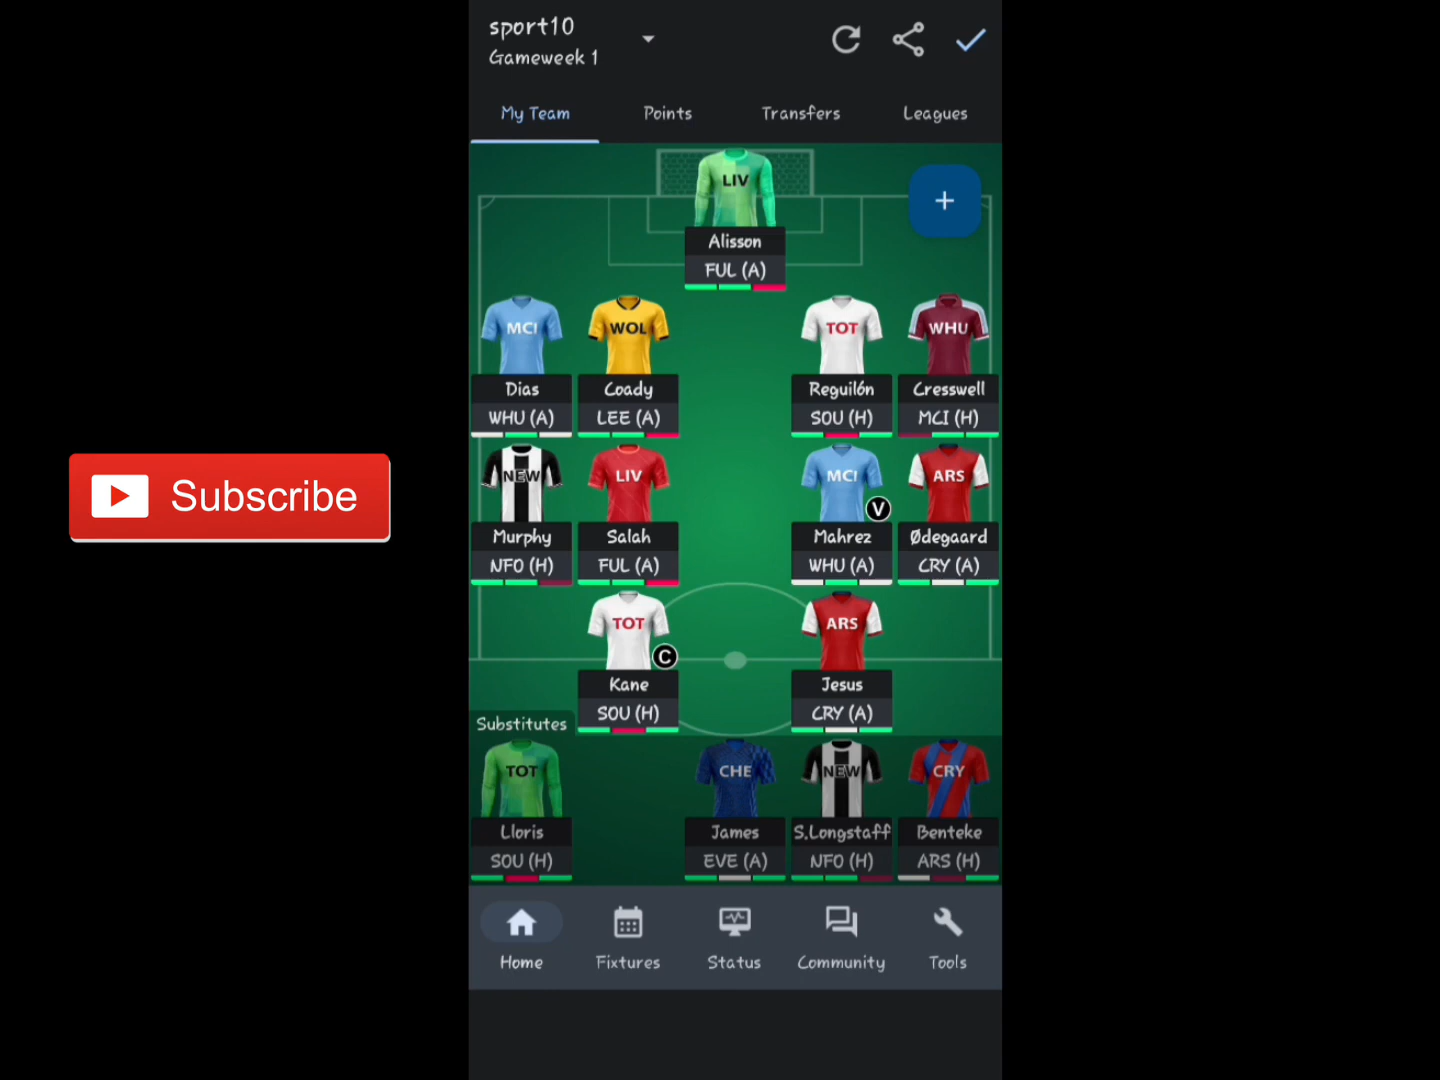 sport10
Gameweek 1
My Team Points Transfers Leagues
LIV
Alisson
FUL (A)
MCI WOL TOT WHU
Dias Coady Reguilón Cresswell
WHU (A) LEE (A) SOU (H) MCI (H)
NEW LIV MCI ARS
V
Murphy Salah Mahrez Ødegaard
NFO (H) FUL (A) WHU (A) CRY (A)
TOT ARS
C
Kane Jesus
SOU (H) CRY (A)
Substitutes
TOT CHE NEW CRY
Lloris James S.Longstaff Benteke
SOU (H) EVE (A) NFO (H) ARS (H)
Home Fixtures Status Community Tools
Subscribe